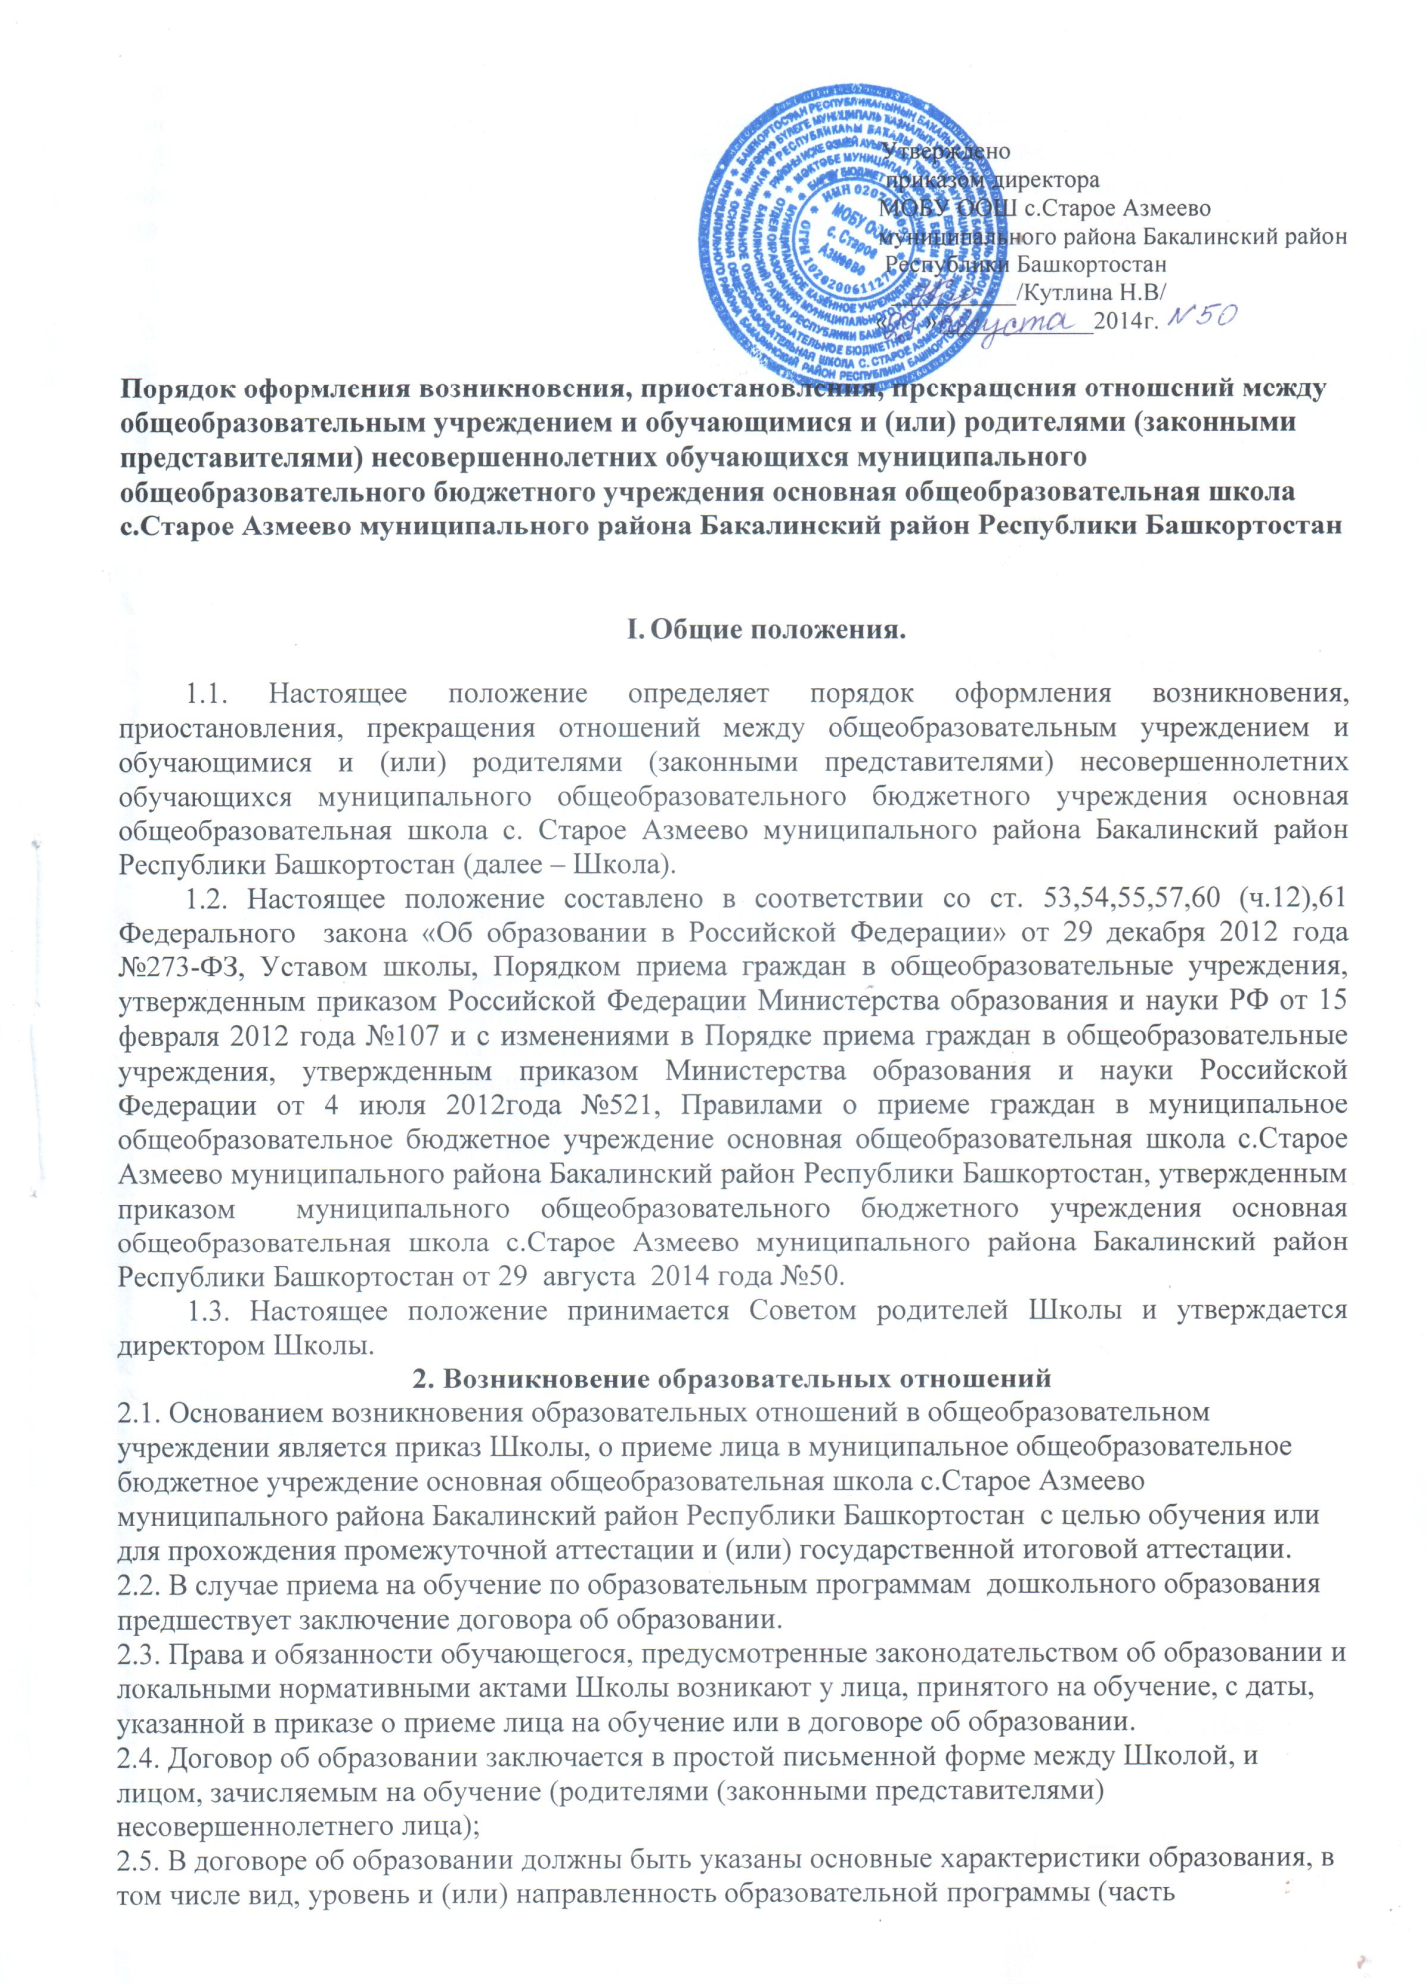 Утверждено
приказом директора
МОБУ ООШ с.Старое Азмеево
муниципального района Бакалинский район
Республики Башкортостан
/Кутлина Н.В/
« » августа 2014г. №50
МОБУ ООШ
с. Старое
Азмеево
Порядок оформления возникновения, приостановления, прекращения отношений между
общеобразовательным учреждением и обучающимися и (или) родителями (законными
представителями) несовершеннолетних обучающихся муниципального
общеобразовательного бюджетного учреждения основная общеобразовательная школа
с.Старое Азмеево муниципального района Бакалинский район Республики Башкортостан
I. Общие положения.
1.1. Настоящее положение определяет порядок оформления возникновения,
приостановления, прекращения отношений между общеобразовательным учреждением и
обучающимися и (или) родителями (законными представителями) несовершеннолетних
обучающихся муниципального общеобразовательного бюджетного учреждения основная
общеобразовательная школа с. Старое Азмеево муниципального района Бакалинский район
Республики Башкортостан (далее – Школа).
1.2. Настоящее положение составлено в соответствии со ст. 53,54,55,57,60 (ч.12),61
Федерального закона «Об образовании в Российской Федерации» от 29 декабря 2012 года
№273-ФЗ, Уставом школы, Порядком приема граждан в общеобразовательные учреждения,
утвержденным приказом Российской Федерации Министерства образования и науки РФ от 15
февраля 2012 года №107 и с изменениями в Порядке приема граждан в общеобразовательные
учреждения, утвержденным приказом Министерства образования и науки Российской
Федерации от 4 июля 2012года №521, Правилами о приеме граждан в муниципальное
общеобразовательное бюджетное учреждение основная общеобразовательная школа с.Старое
Азмеево муниципального района Бакалинский район Республики Башкортостан, утвержденным
приказом муниципального общеобразовательного бюджетного учреждения основная
общеобразовательная школа с.Старое Азмеево муниципального района Бакалинский район
Республики Башкортостан от 29 августа 2014 года №50.
1.3. Настоящее положение принимается Советом родителей Школы и утверждается
директором Школы.
2. Возникновение образовательных отношений
2.1. Основанием возникновения образовательных отношений в общеобразовательном
учреждении является приказ Школы, о приеме лица в муниципальное общеобразовательное
бюджетное учреждение основная общеобразовательная школа с.Старое Азмеево
муниципального района Бакалинский район Республики Башкортостан с целью обучения или
для прохождения промежуточной аттестации и (или) государственной итоговой аттестации.
2.2. В случае приема на обучение по образовательным программам дошкольного образования
предшествует заключение договора об образовании.
2.3. Права и обязанности обучающегося, предусмотренные законодательством об образовании и
локальными нормативными актами Школы возникают у лица, принятого на обучение, с даты,
указанной в приказе о приеме лица на обучение или в договоре об образовании.
2.4. Договор об образовании заключается в простой письменной форме между Школой, и
лицом, зачисляемым на обучение (родителями (законными представителями)
несовершеннолетнего лица);
2.5. В договоре об образовании должны быть указаны основные характеристики образования, в
том числе вид, уровень и (или) направленность образовательной программы (часть